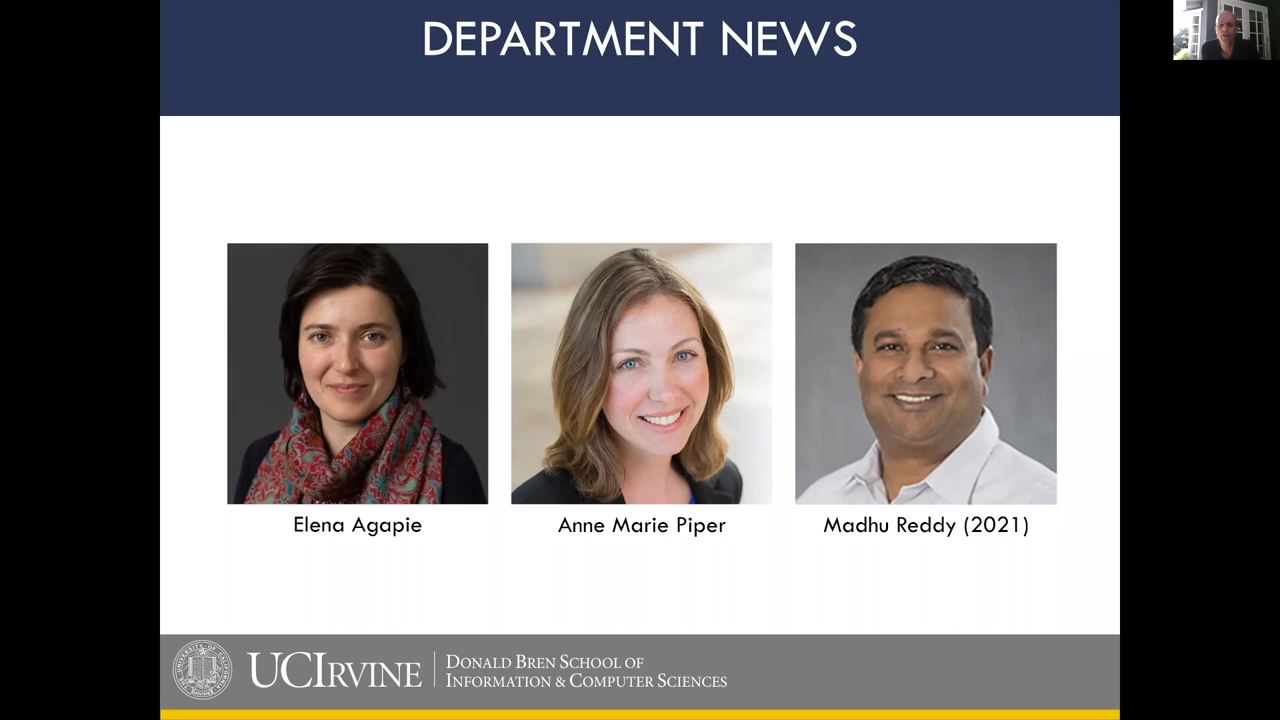 DEPARTMENT NEWS
Elena Agapie
Anne Marie Piper
Madhu Reddy (2021)
UCIRVINE
DONALD BREN SCHOOL OF
INFORMATION & COMPUTER SCIENCES